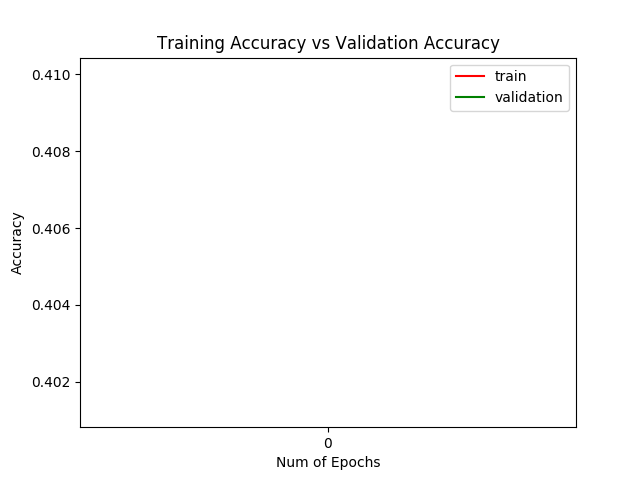 Training Accuracy vs Validation Accuracy
train
validation
0.410
0.408
0.406
0.404
0.402
Accuracy
0
Num of Epochs